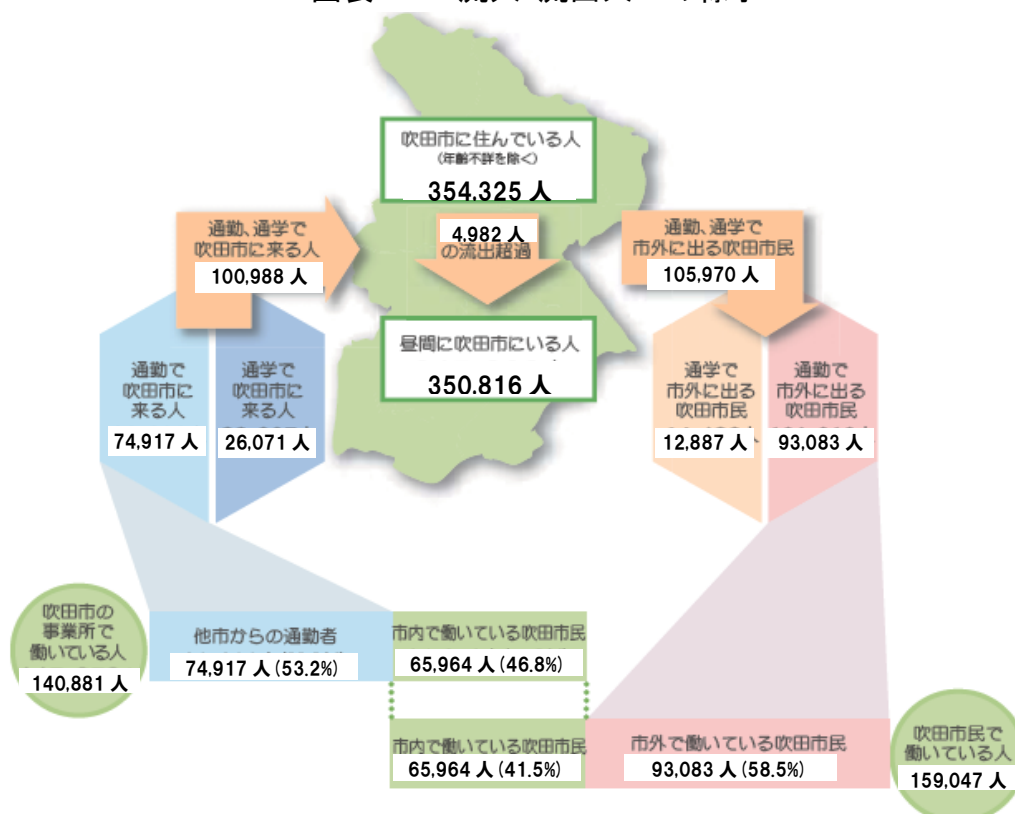 吹田市に住んでいる人
(年齢不詳を除く)
354,325 人
通勤、通学で
吹田市に来る人
100,988 人
4,982 人
の流出超過
通勤、通学で
市外に出る吹田市民
105,970 人
昼間に吹田市にいる人
350,816 人
通勤で
吹田市に
来る人
74,917 人
通学で
吹田市に
来る人
26,071 人
通学で
市外に出る
吹田市民
12,887 人
通勤で
市外に出る
吹田市民
93,083 人
吹田市の
事業所で
働いている人
140,881 人
他市からの通勤者
74,917 人(53.2%)
市内で働いている吹田市民
65,964 人(46.8%)
市内で働いている吹田市民
65,964 人(41.5%)
市外で働いている吹田市民
93,083 人(58.5%)
吹田市民で
働いている人
159,047 人